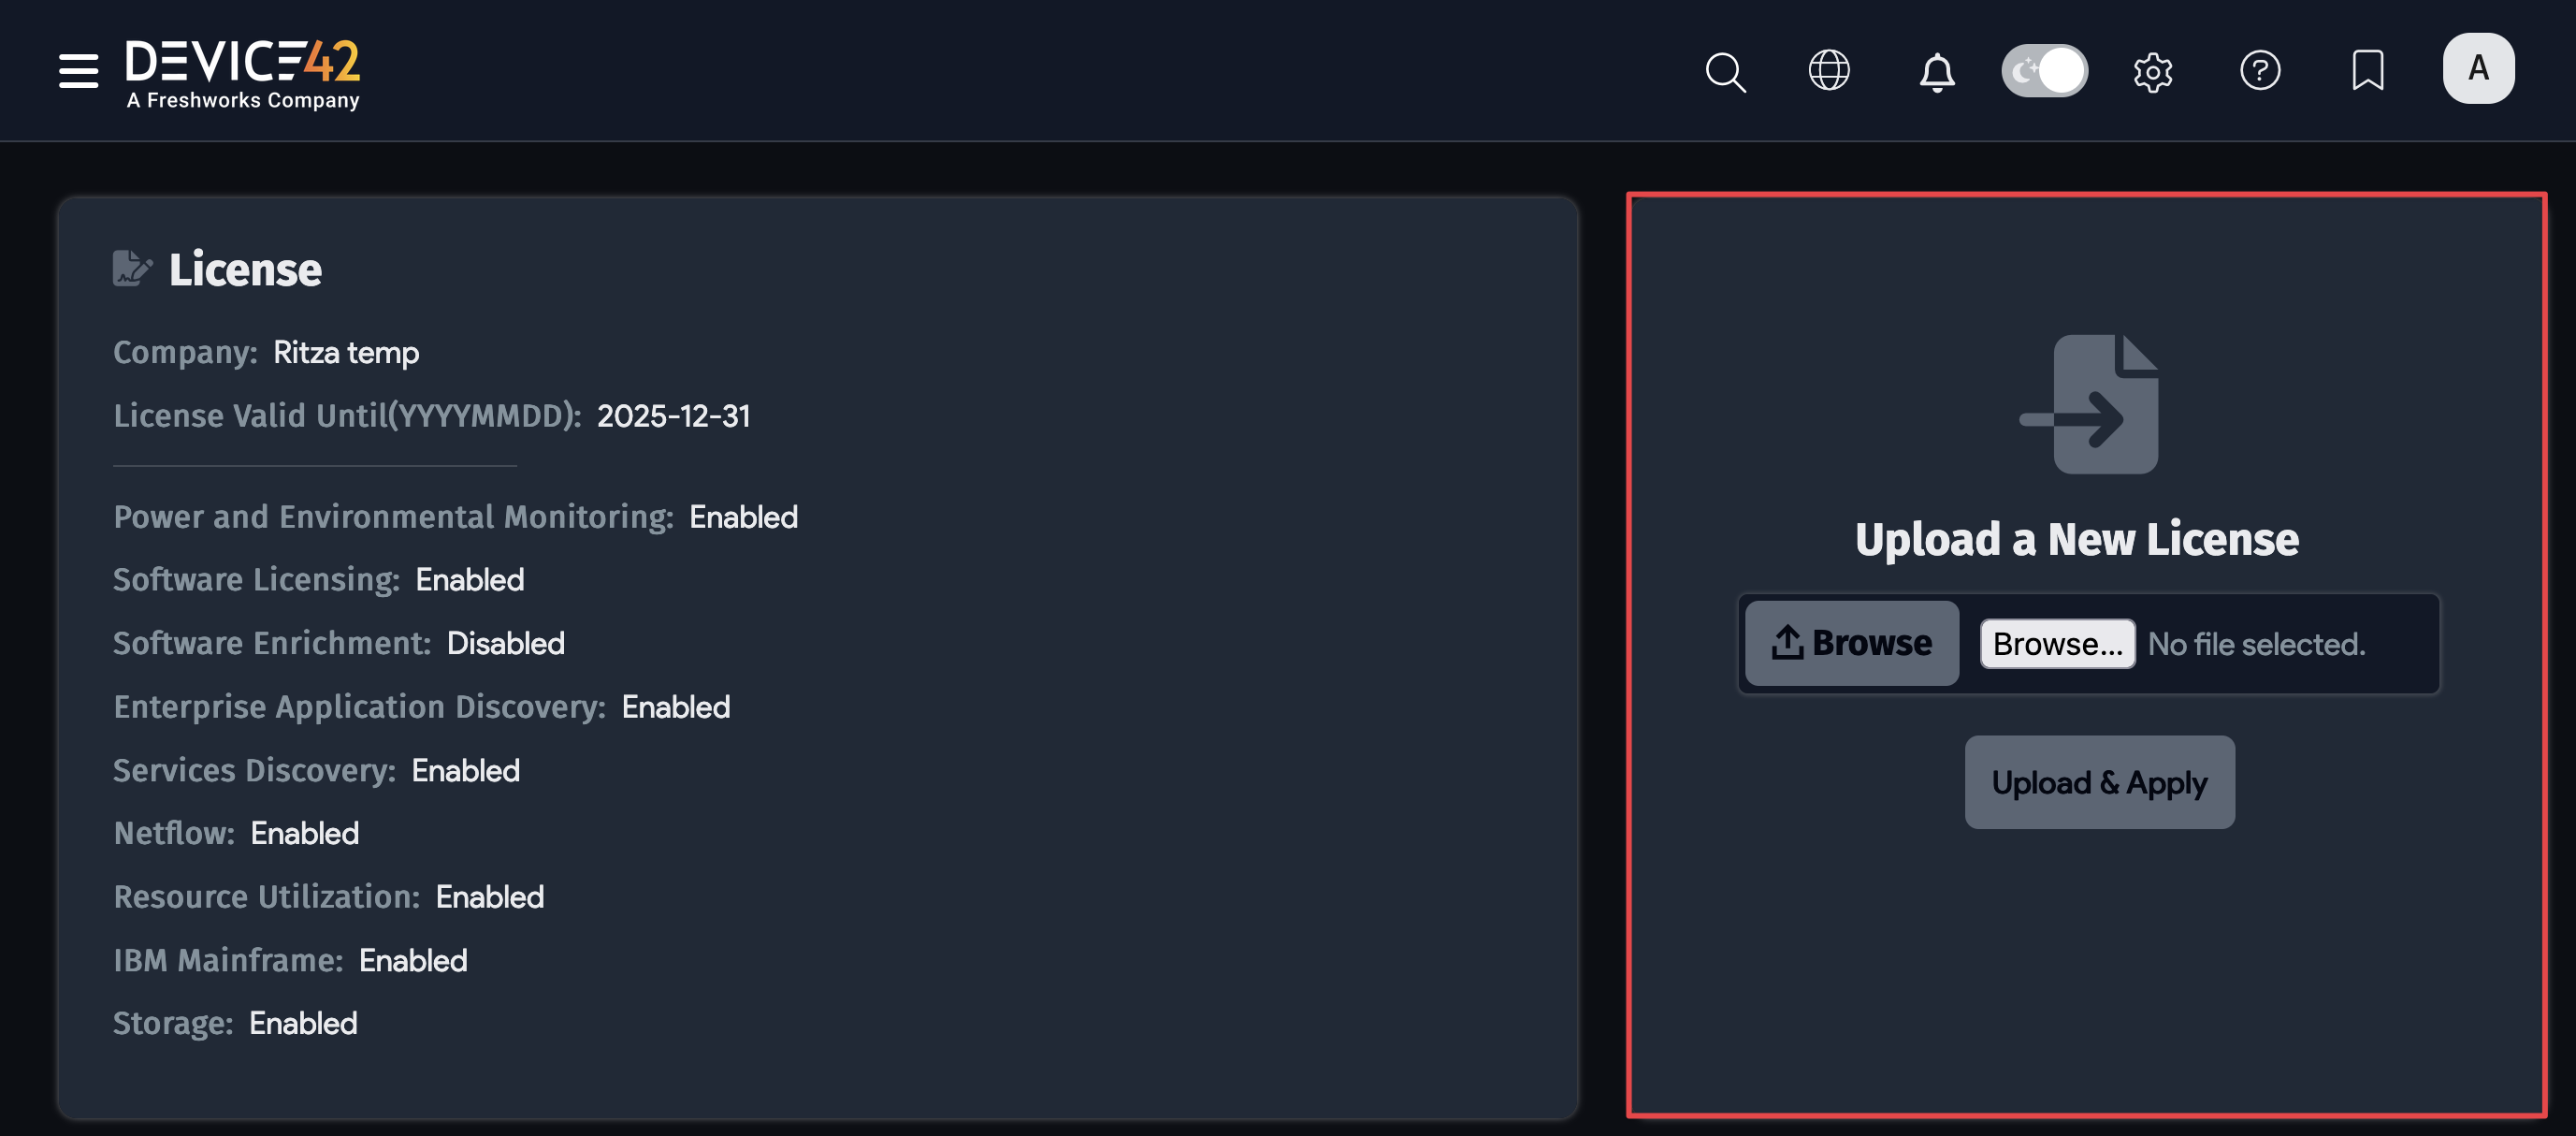 DEVICE42
A Freshworks Company
A
License
Company: Ritza temp
License Valid Until(YYYYMMDD): 2025-12-31
Power and Environmental Monitoring: Enabled
Software Licensing: Enabled
Software Enrichment: Disabled
Enterprise Application Discovery: Enabled
Services Discovery: Enabled
Netflow: Enabled
Resource Utilization: Enabled
IBM Mainframe: Enabled
Storage: Enabled
Upload a New License
Browse Browse... No file selected.
Upload & Apply